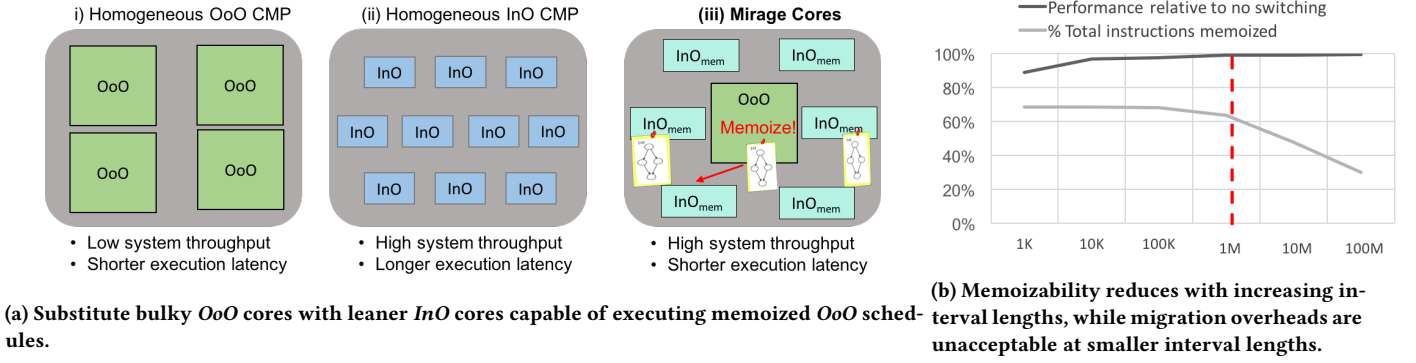 i) Homogeneous OoO CMP
OoO
OoO
OoO
OoO
• Low system throughput
• Shorter execution latency
(ii) Homogeneous InO CMP
InO
InO
InO
InO
InO
InO
InO
InO
InO
InO
• High system throughput
• Longer execution latency
(iii) Mirage Cores
InOmem
InOmem
OoO
InOmem
Memoize!
InOmem
InOmem
InOmem
• High system throughput
• Shorter execution latency
(a) Substitute bulky OoO cores with leaner InO cores capable of executing memoized OoO sched-
ules.
Performance relative to no switching
% Total instructions memoized
100%
80%
60%
40%
20%
0%
1K 10K 100K 1M 10M 100M
(b) Memoizability reduces with increasing in-
terval lengths, while migration overheads are
unacceptable at smaller interval lengths.